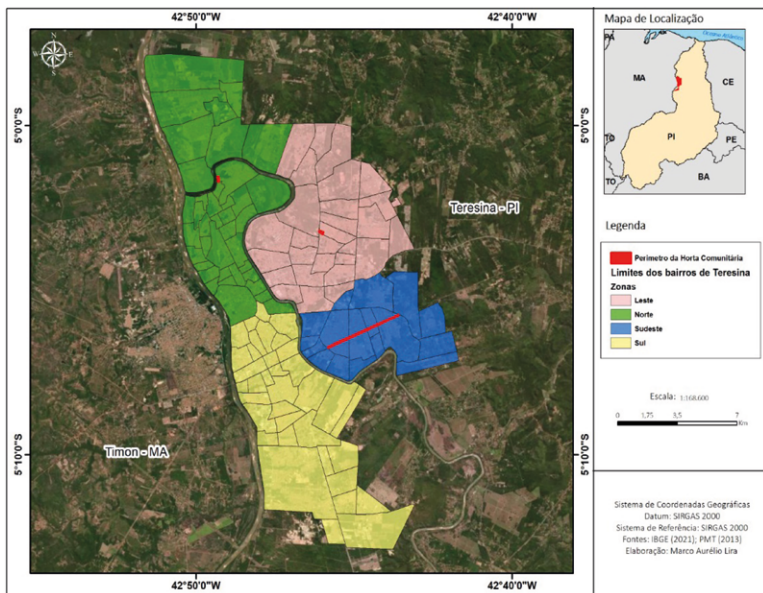 42°50'0"W
42°40'0"W
N
5°0'0"S
5°0'0"S
Teresina - PI
Timon - MA
5°10'0"S
5°10'0"S
42°50'0"W
42°40'0"W
Mapa de Localização
PA
MA
CE
TO
PI
PE
TO
BA
Legenda
Perímetro da Horta Comunitária
Limites dos bairros de Teresina
Zonas
Leste
Norte
Sudeste
Sul
Escala: 1:168.600
0 1,75 3,5 7
Km
Sistema de Coordenadas Geográficas
Datum: SIRGAS 2000
Sistema de Referência: SIRGAS 2000
Fontes: IBGE (2021); PMT (2013)
Elaboração: Marco Aurélio Lira